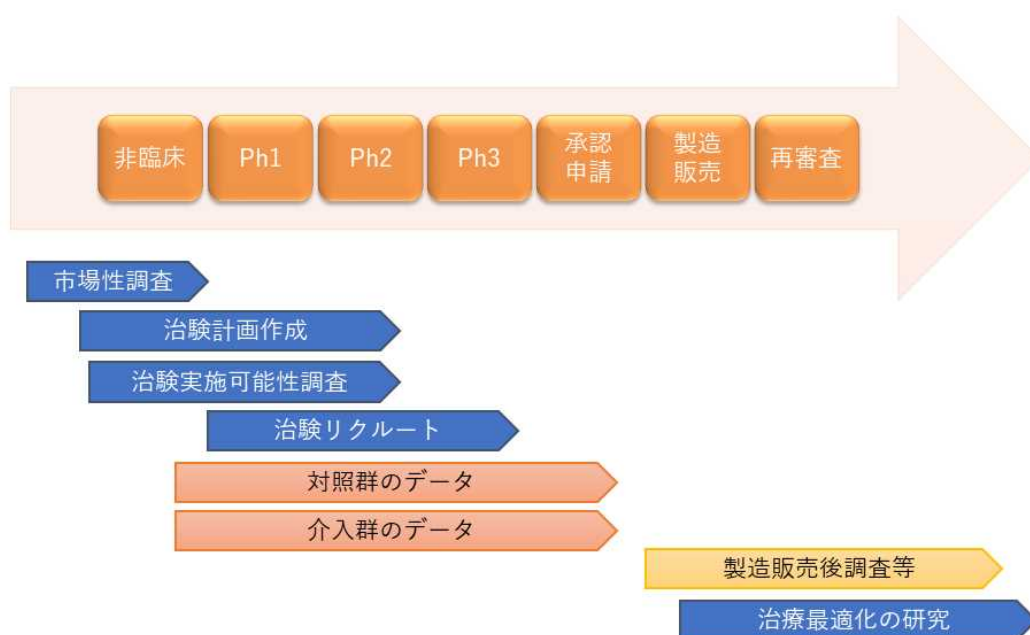 非臨床
Ph1
Ph2
Ph3
承認
申請
製造
販売
再審査
市場性調査
治験計画作成
治験実施可能性調査
治験リクルート
対照群のデータ
介入群のデータ
製造販売後調査等
治療最適化の研究